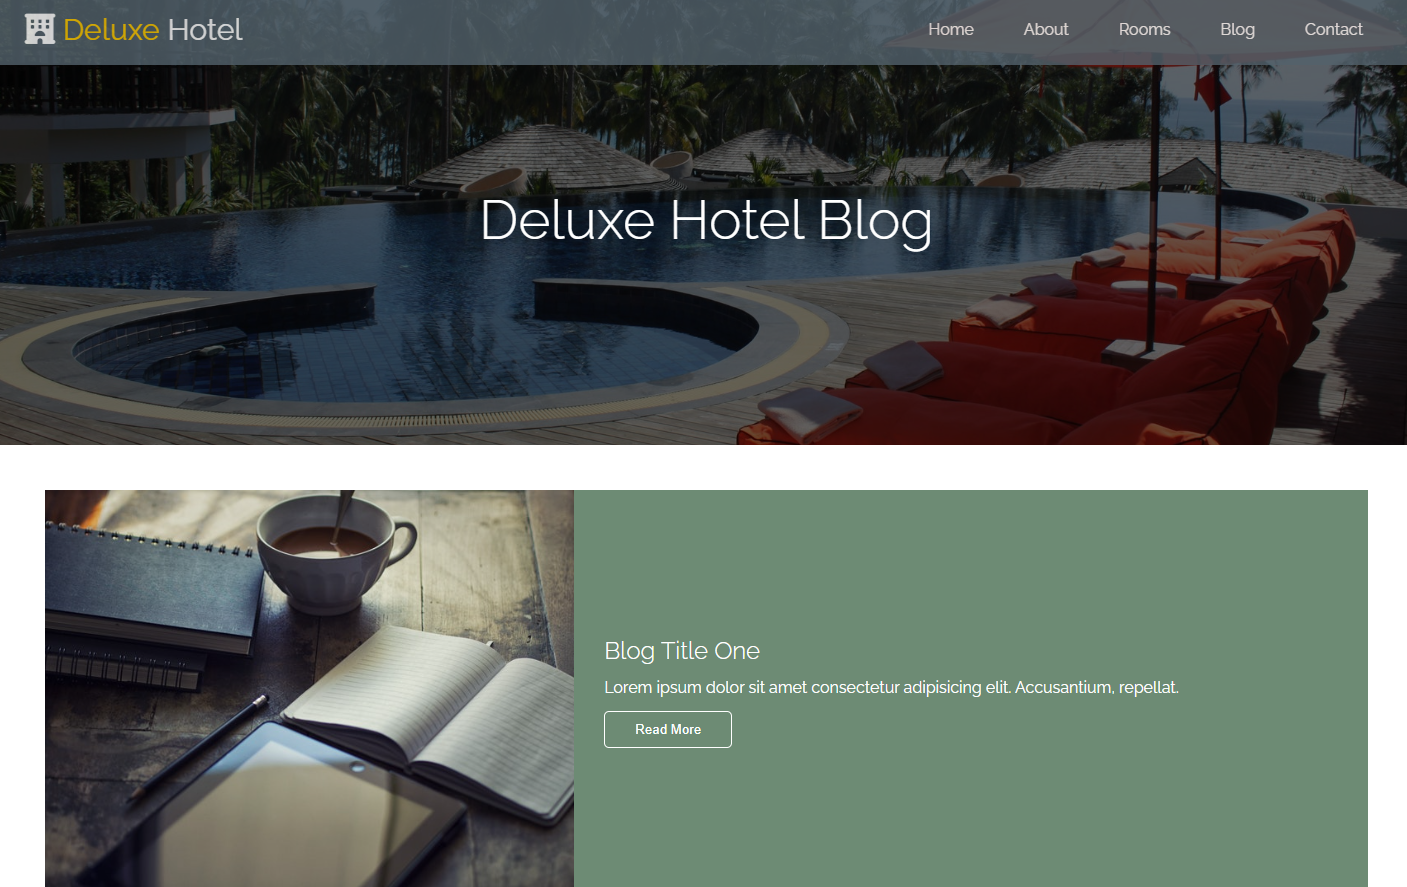 Deluxe Hotel
Home About Rooms Blog Contact
Deluxe Hotel Blog
Blog Title One
Lorem ipsum dolor sit amet consectetur adipisicing elit. Accusantium, repellat.
Read More